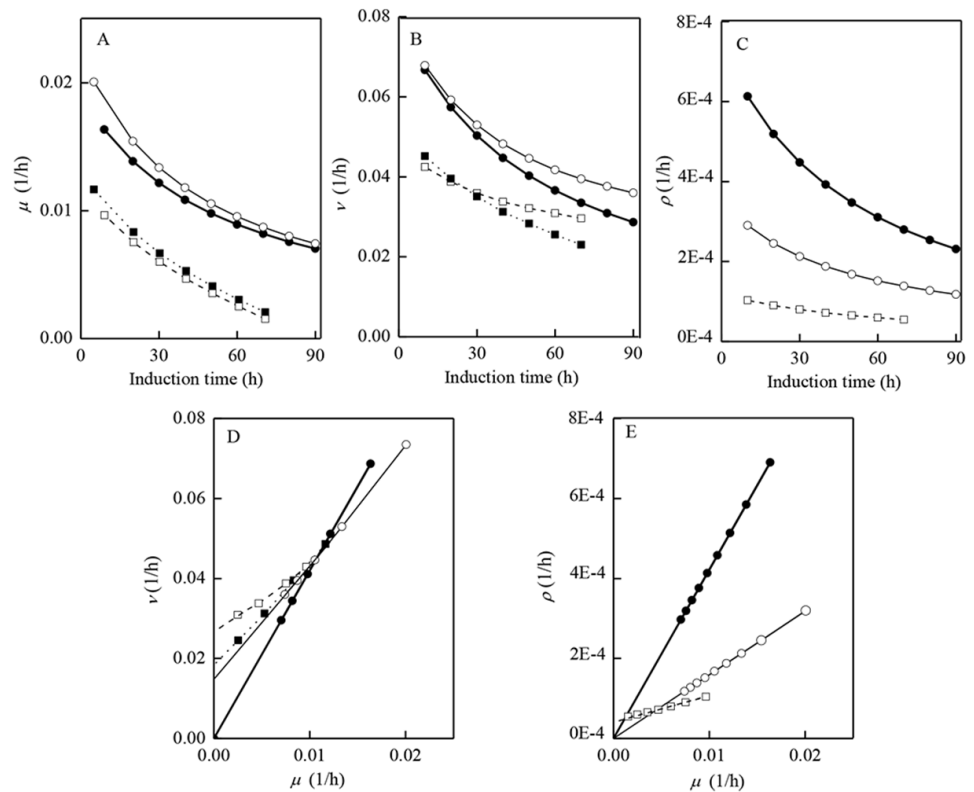 A
B
C
0.02
0.01
0.00
μ (1/h)
0 30 60 90
Induction time (h)
0.08
0.06
0.04
0.02
0.00
ν (1/h)
0 30 60 90
Induction time (h)
8E-4
6E-4
4E-4
2E-4
0E-4
ρ (1/h)
0 30 60 90
Induction time (h)
D
0.08
0.06
0.04
0.02
0.00
ν (1/h)
0.00 0.01 0.02
μ (1/h)
E
8E-4
6E-4
4E-4
2E-4
0E-4
ρ (1/h)
0.00 0.01 0.02
μ (1/h)